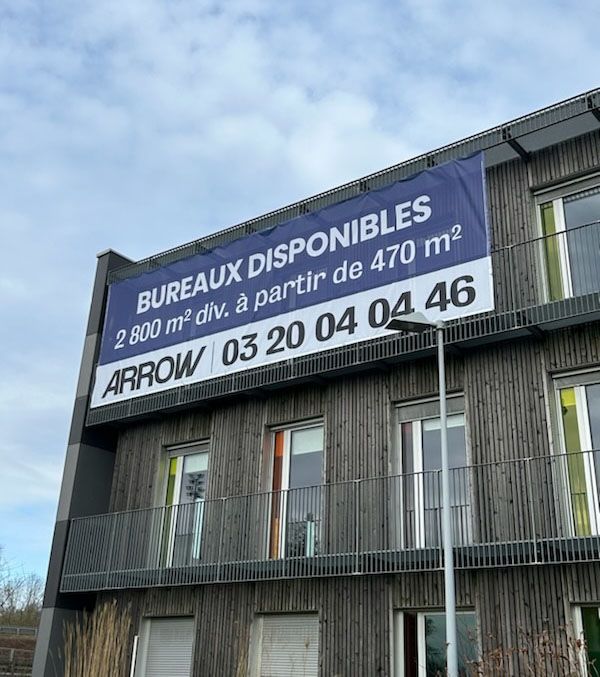 BUREAUX DISPONIBLES
2 800 m² div. à partir de 470 m²
ARROW | 03 20 04 04 46